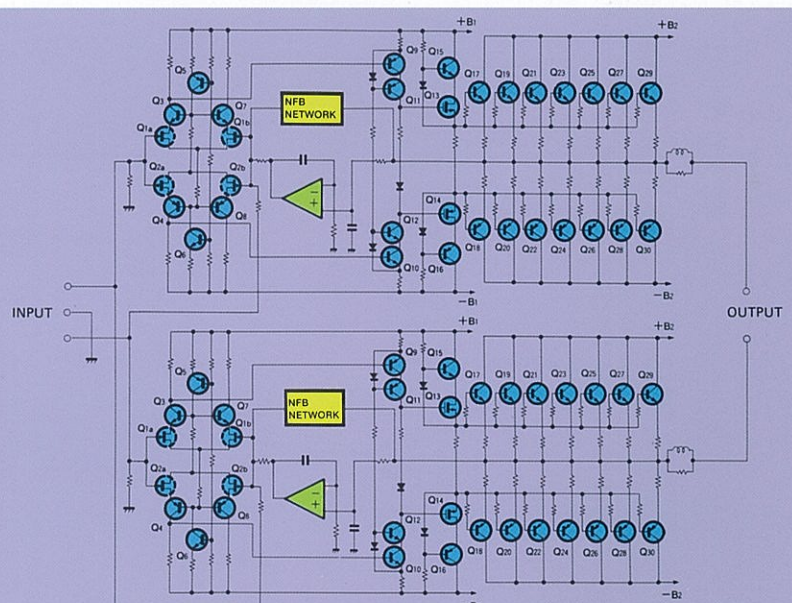 +B₁
+B₂
Q9
Q15
Q5
Q17
Q19
Q21
Q23
Q25
Q27
Q29
NFB
NETWORK
Q3
Q7
Q11
Q13
Q1a
Q1b
−
+
Q2a
Q2b
Q14
Q4
Q8
Q12
Q18
Q20
Q22
Q24
Q26
Q28
Q30
Q6
Q10
Q16
−B₁
−B₂
INPUT
OUTPUT
+B₁
+B₂
Q9
Q15
Q5
Q17
Q19
Q21
Q23
Q25
Q27
Q29
NFB
NETWORK
Q3
Q7
Q11
Q13
Q1a
Q1b
−
+
Q2a
Q2b
Q14
Q4
Q8
Q12
Q18
Q20
Q22
Q24
Q26
Q28
Q30
Q6
Q10
Q16
−B₂